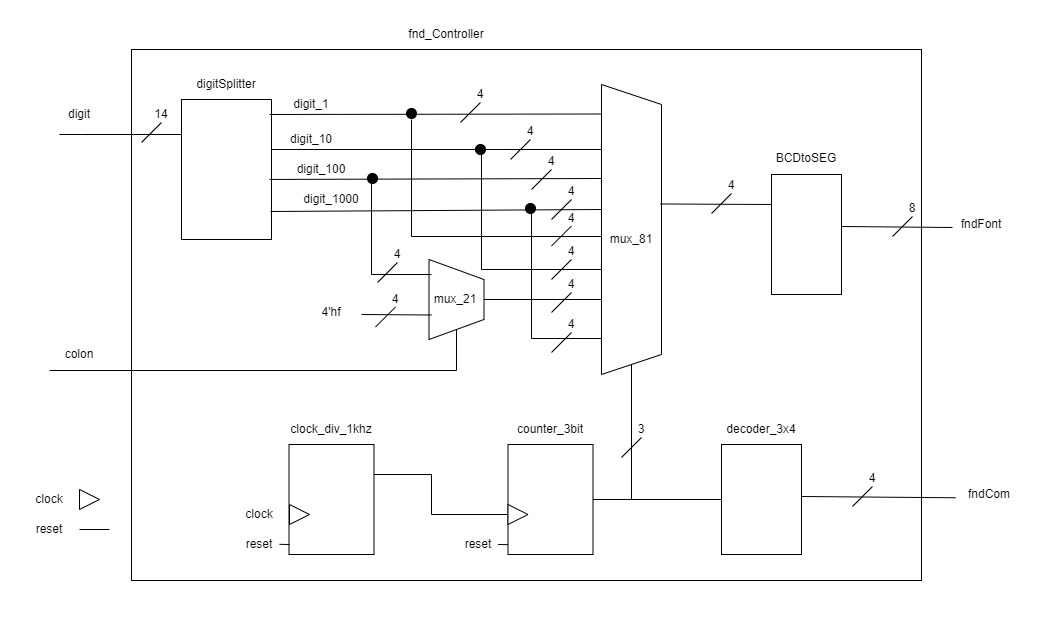 fnd_Controller
digitSplitter
digit
14
digit_1
4
digit_10
4
digit_100
4
digit_1000
4
4
4
4
4
mux_81
4
BCDtoSEG
8
fndFont
4
4'hf
4
mux_21
colon
clock_div_1khz
counter_3bit
3
decoder_3x4
4
fndCom
clock
reset
clock
reset
reset